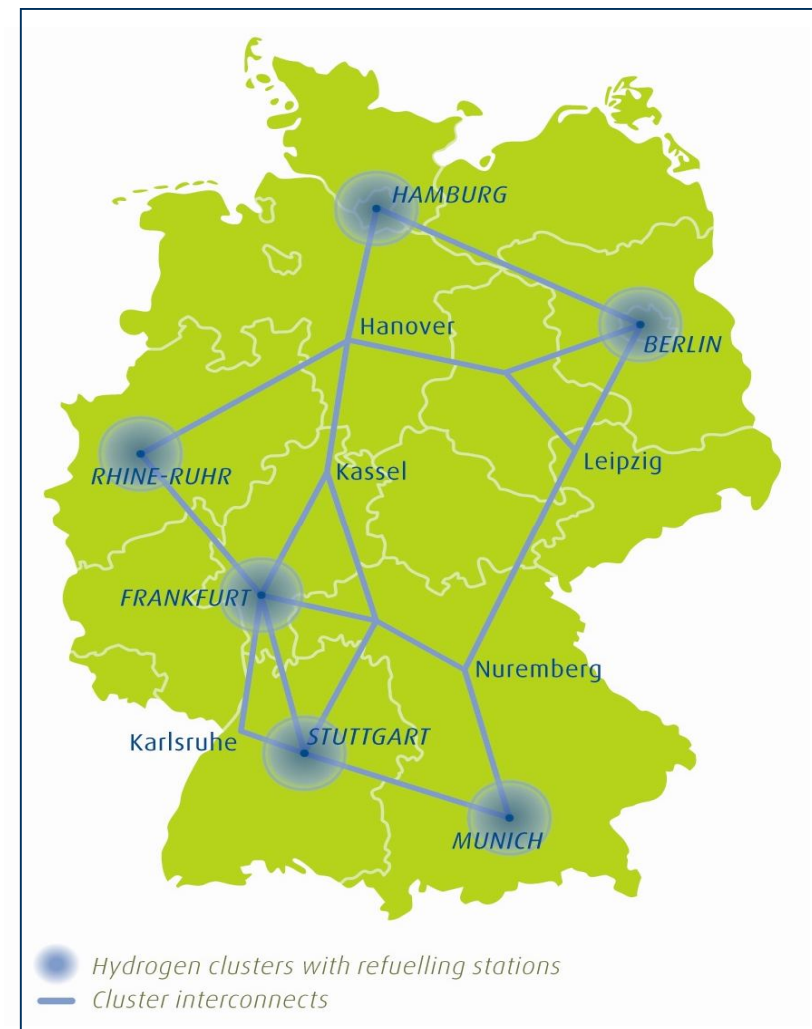 HAMBURG
Hanover
BERLIN
RHINE-RUHR
Kassel
Leipzig
FRANKFURT
Nuremberg
Karlsruhe
STUTTGART
MUNICH
Hydrogen clusters with refuelling stations
Cluster interconnects